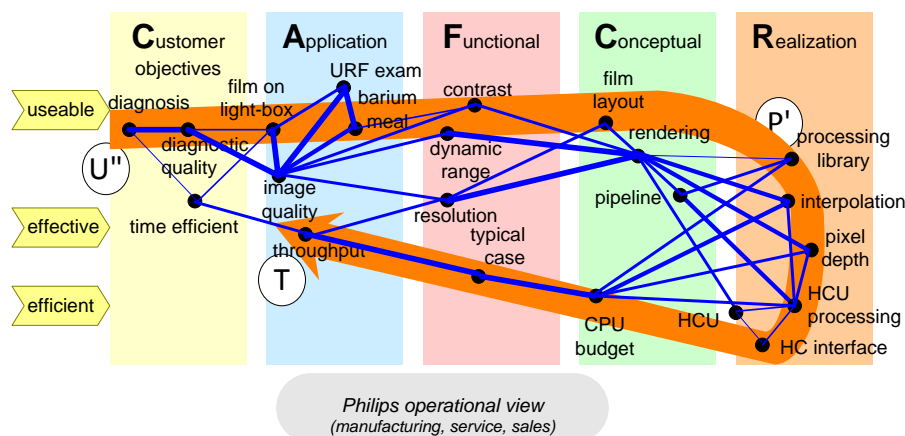 Customer
objectives
Application
Functional
Conceptual
Realization
useable
effective
efficient
diagnosis
film on
light-box
URF exam
barium
meal
contrast
film
layout
rendering
P'
processing
library
U"
diagnostic
quality
image
quality
dynamic
range
pipeline
interpolation
time efficient
resolution
throughput
typical
case
pixel
depth
T
CPU
budget
HCU
HCU
processing
HC interface
Philips operational view
(manufacturing, service, sales)